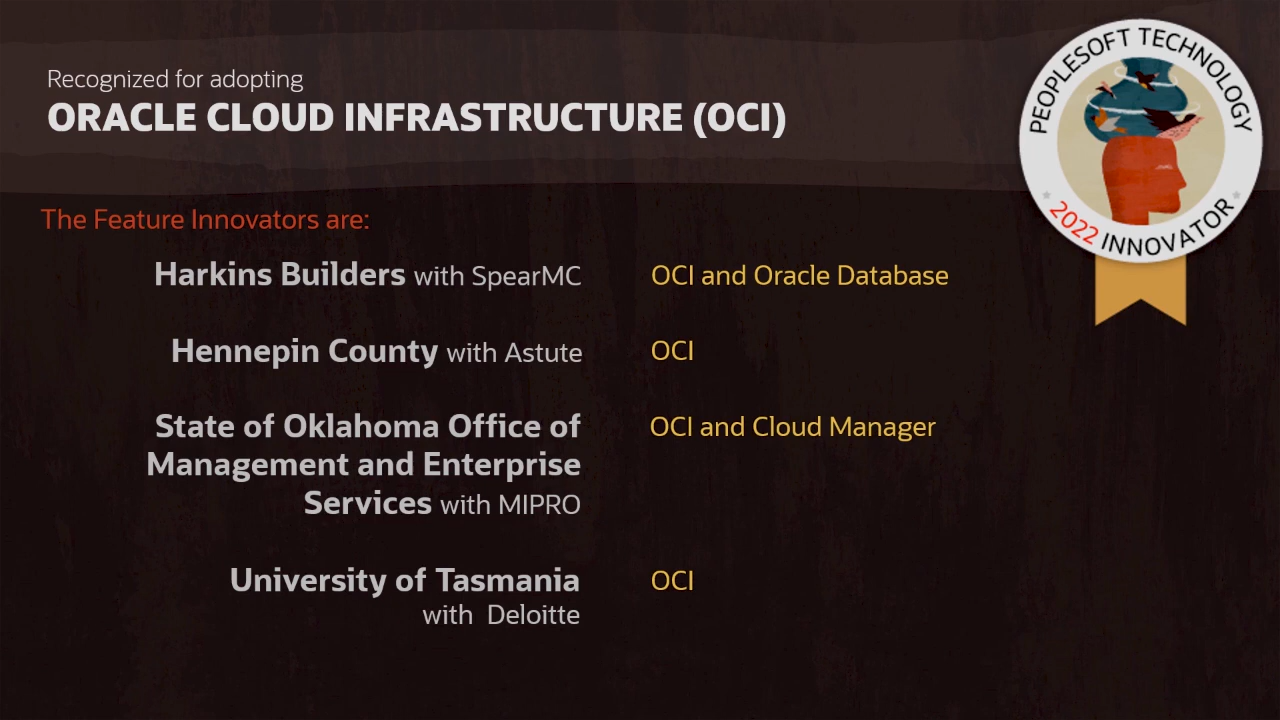 Recognized for adopting
ORACLE CLOUD INFRASTRUCTURE (OCI)
PEOPLESOFT TECHNOLOGY
2022 INNOVATOR
The Feature Innovators are:
Harkins Builders with SpearMC OCI and Oracle Database
Hennepin County with Astute OCI
State of Oklahoma Office of OCI and Cloud Manager
Management and Enterprise
Services with MIPRO
University of Tasmania OCI
with Deloitte